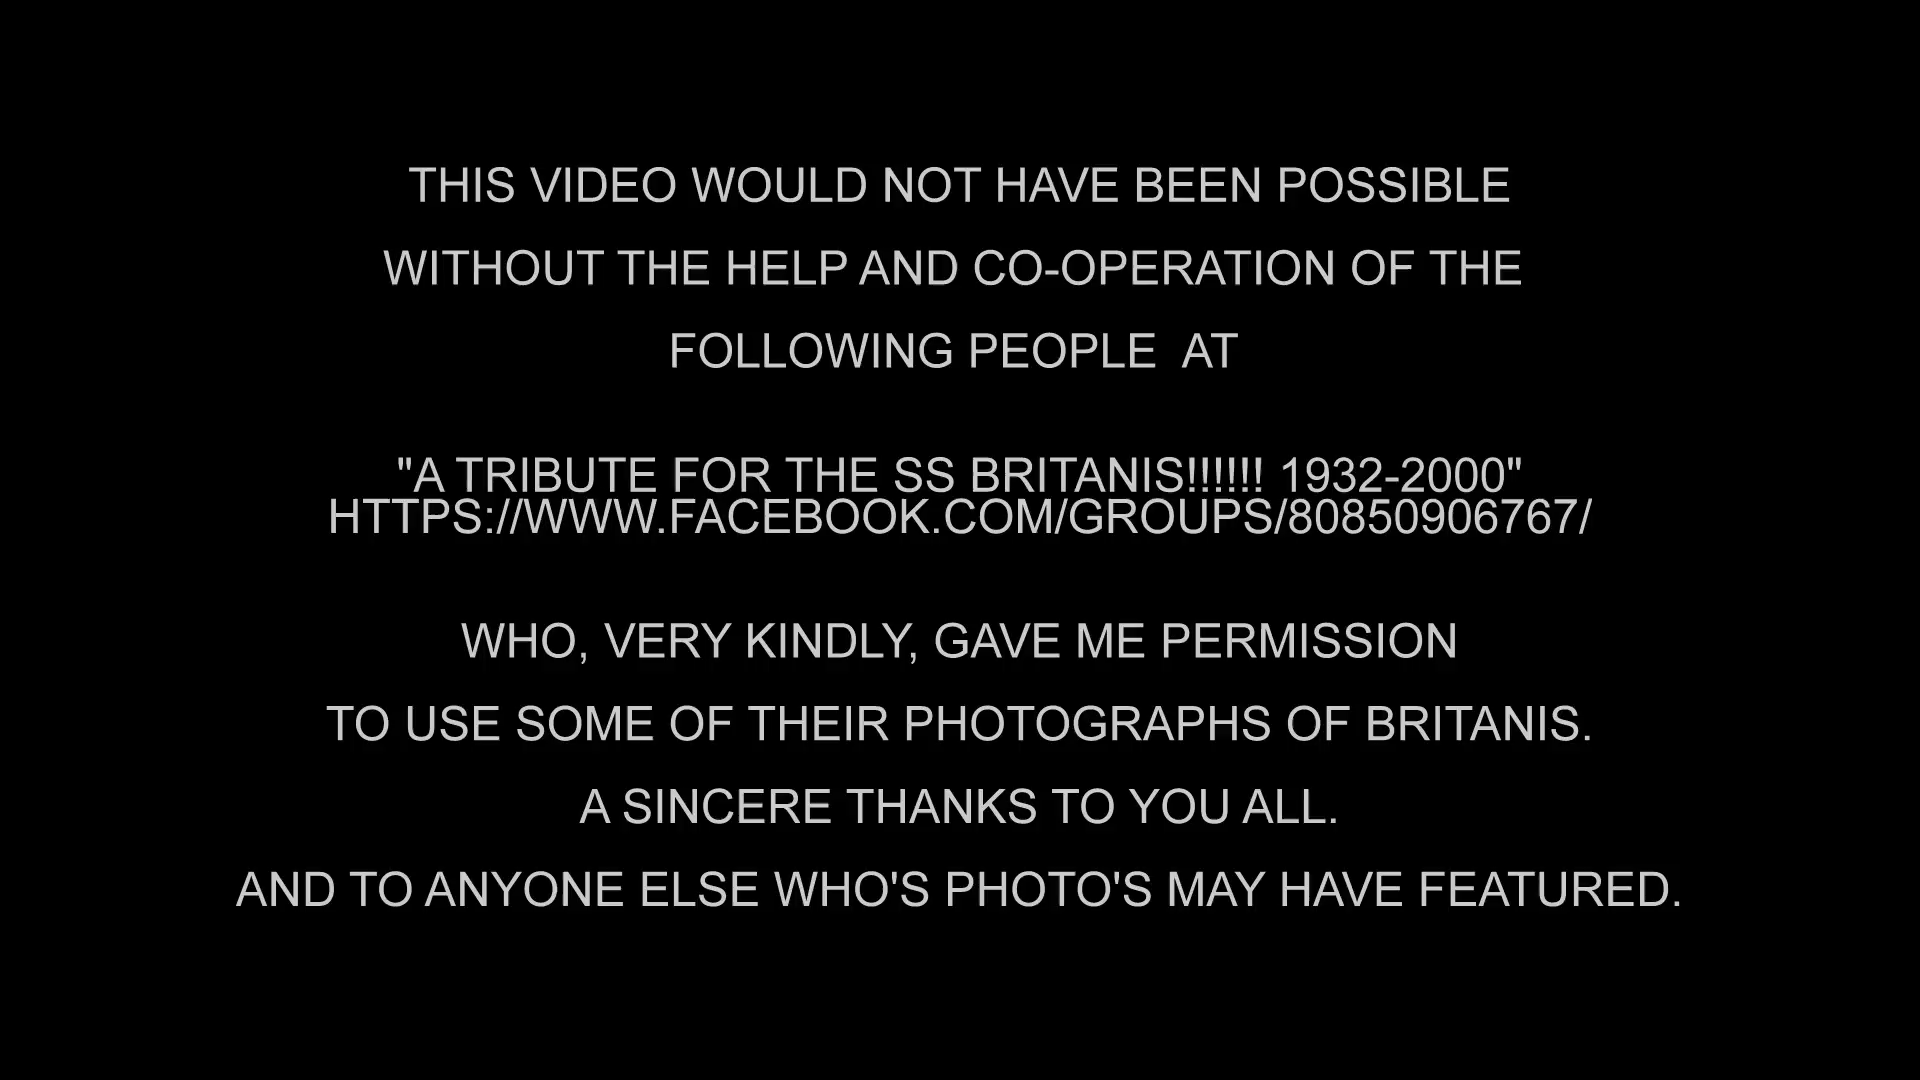 THIS VIDEO WOULD NOT HAVE BEEN POSSIBLE
WITHOUT THE HELP AND CO-OPERATION OF THE
FOLLOWING PEOPLE  AT
"A TRIBUTE FOR THE SS BRITANIS!!!!!! 1932-2000"
HTTPS://WWW.FACEBOOK.COM/GROUPS/80850906767/
WHO, VERY KINDLY, GAVE ME PERMISSION
TO USE SOME OF THEIR PHOTOGRAPHS OF BRITANIS.
A SINCERE THANKS TO YOU ALL.
AND TO ANYONE ELSE WHO'S PHOTO'S MAY HAVE FEATURED.